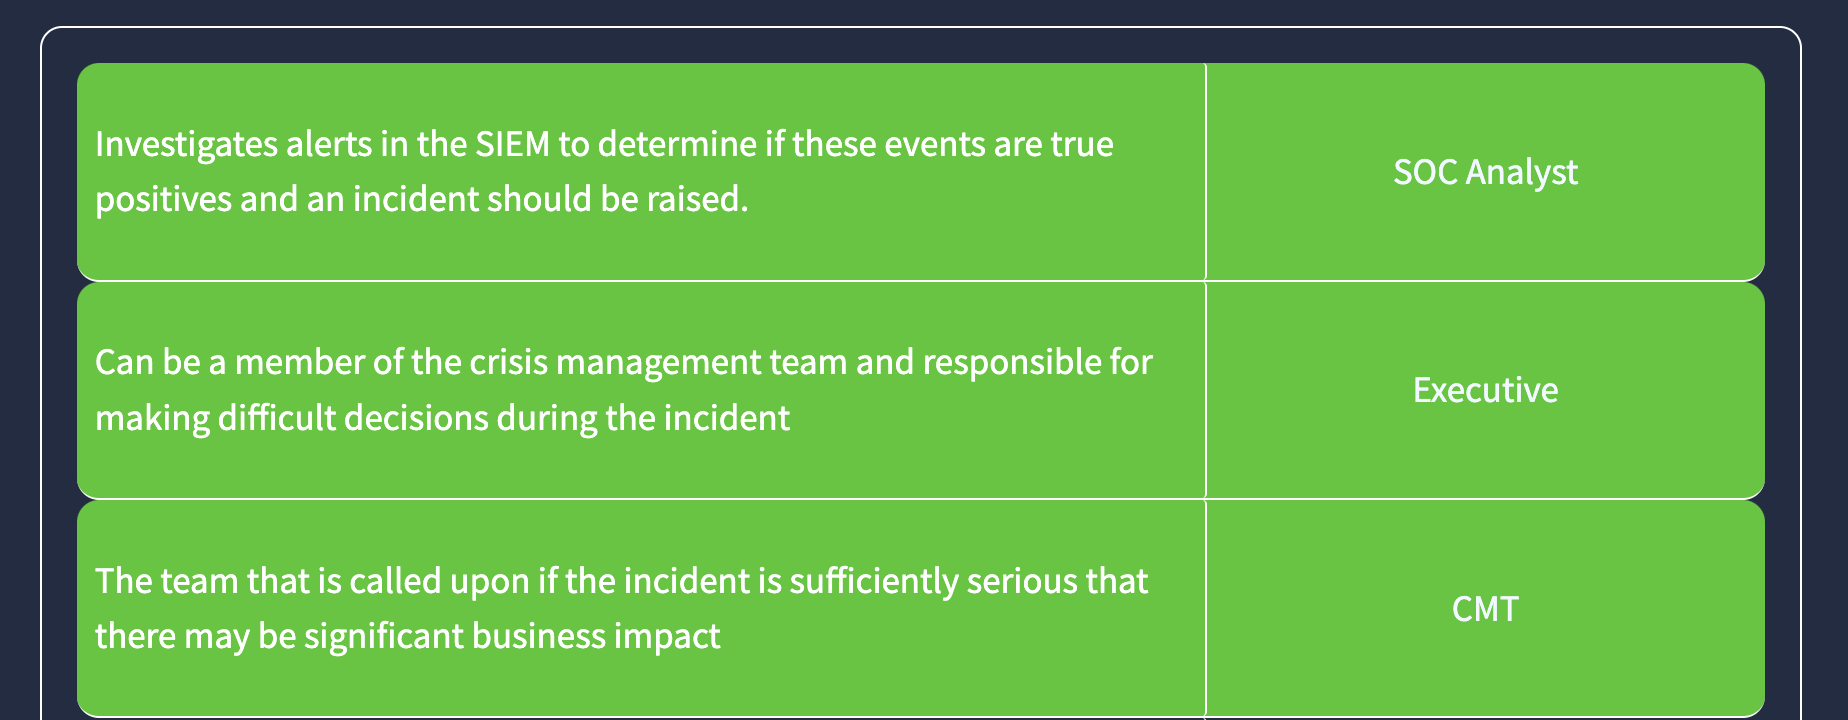 Investigates alerts in the SIEM to determine if these events are true
positives and an incident should be raised.
SOC Analyst
Can be a member of the crisis management team and responsible for
making difficult decisions during the incident
Executive
The team that is called upon if the incident is sufficiently serious that
there may be significant business impact
CMT